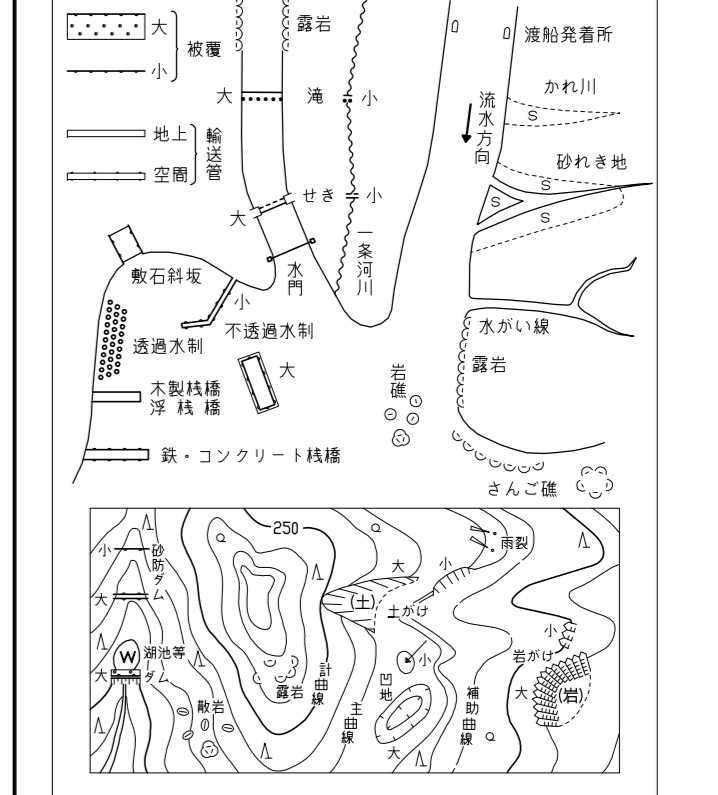 大
被覆
小
地上
輸送管
空間
露岩
大
滝
小
せき
小
大
一条河川
水門
渡船発着所
流水方向
かれ川
S
砂れき地
S
S
S
水がい線
露岩
敷石斜坂
小
不透過水制
透過水制
大
木製桟橋
浮桟橋
鉄・コンクリート桟橋
岩礁
さんご礁
250
小
砂防ダム
大
W
湖池等
大
ダム
散岩
露岩
計曲線
主曲線
(土)
大
土がけ
小
雨裂
小
凹地
大
補助曲線
小
岩がけ
大
(岩)